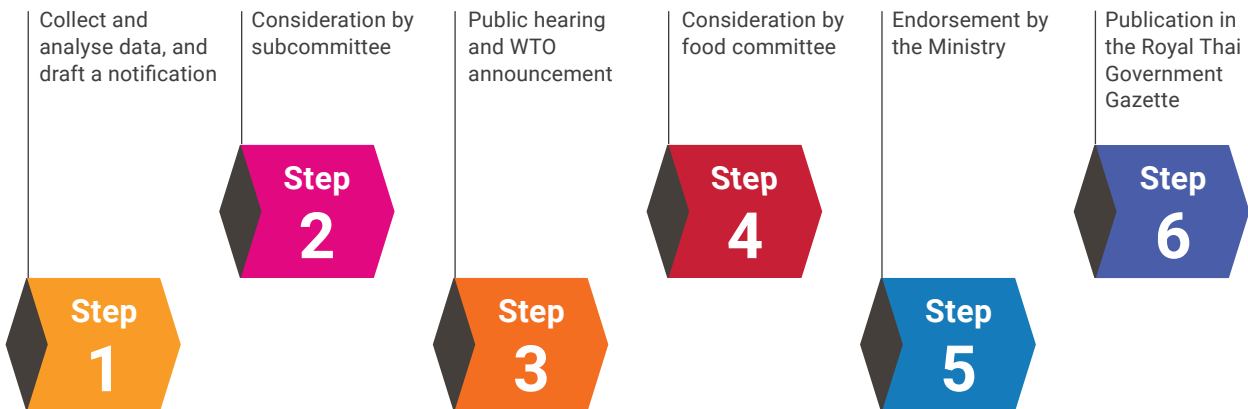 Collect and
analyse data, and
draft a notification
Step
1
Consideration by
subcommittee
Step
2
Public hearing
and WTO
announcement
Step
3
Consideration by
food committee
Step
4
Endorsement by
the Ministry
Step
5
Publication in
the Royal Thai
Government
Gazette
Step
6